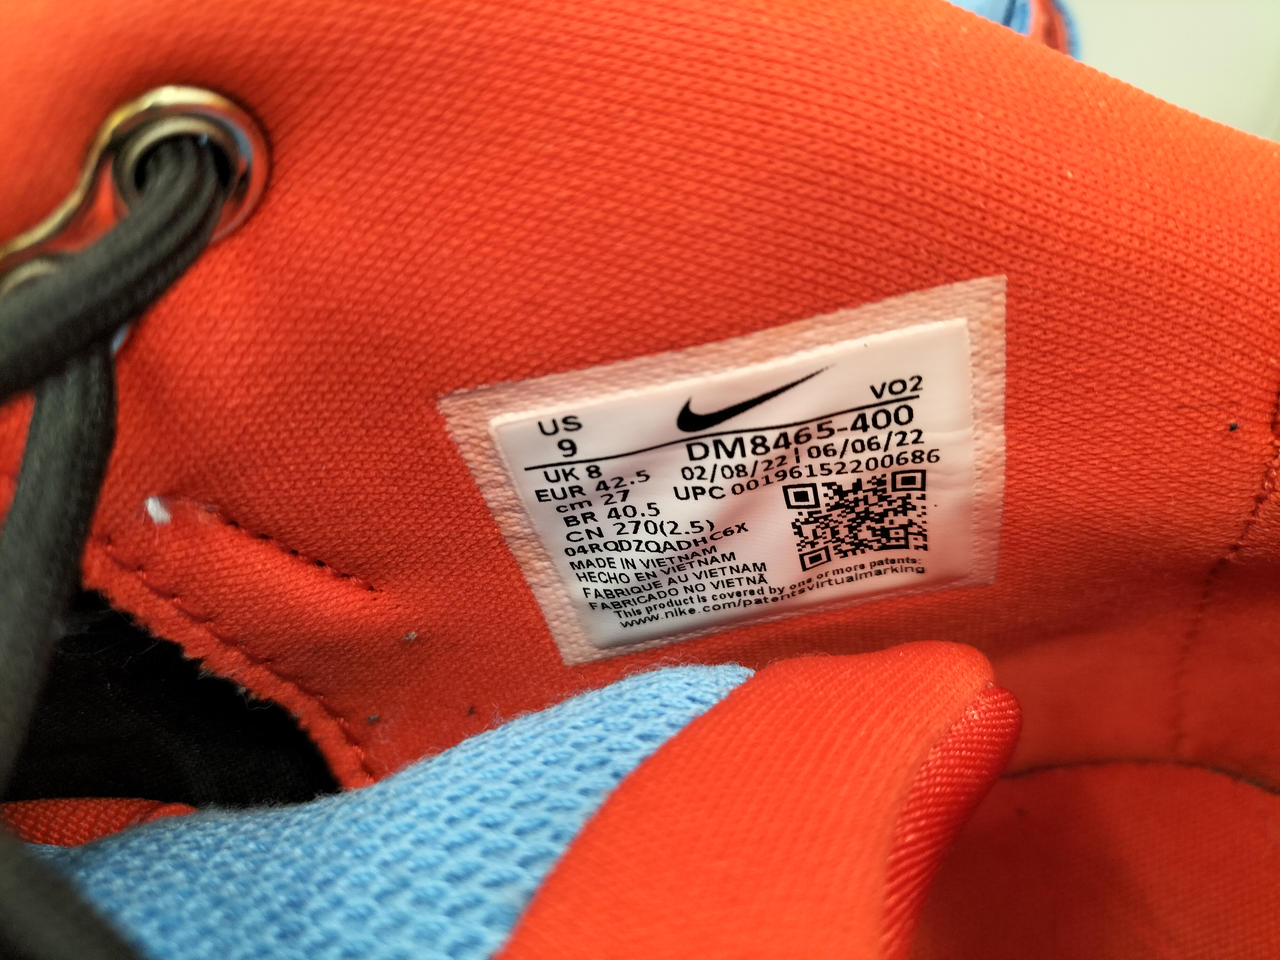 US
9
VO2
UK 8
DM8465-400
EUR 42.5
02/08/22 | 06/06/22
cm 27
UPC 00196152200686
BR 40.5
CN 270(2.5)
04RQDZQADHC6X
MADE IN VIETNAM
HECHO EN VIETNAM
FABRIQUE AU VIETNAM
FABRICADO NO VIETNÃ
This product is covered by one or more patents:
www.nike.com/patentsvirtualmarking